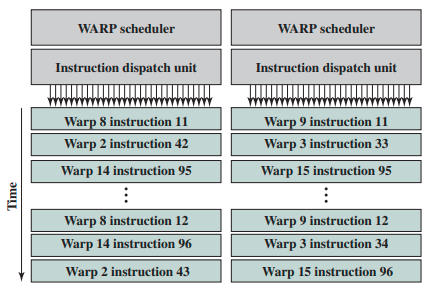 WARP scheduler
Instruction dispatch unit
Warp 8 instruction 11
Warp 2 instruction 42
Warp 14 instruction 95
Warp 8 instruction 12
Warp 14 instruction 96
Warp 2 instruction 43
WARP scheduler
Instruction dispatch unit
Warp 9 instruction 11
Warp 3 instruction 33
Warp 15 instruction 95
Warp 9 instruction 12
Warp 3 instruction 34
Warp 15 instruction 96
Time